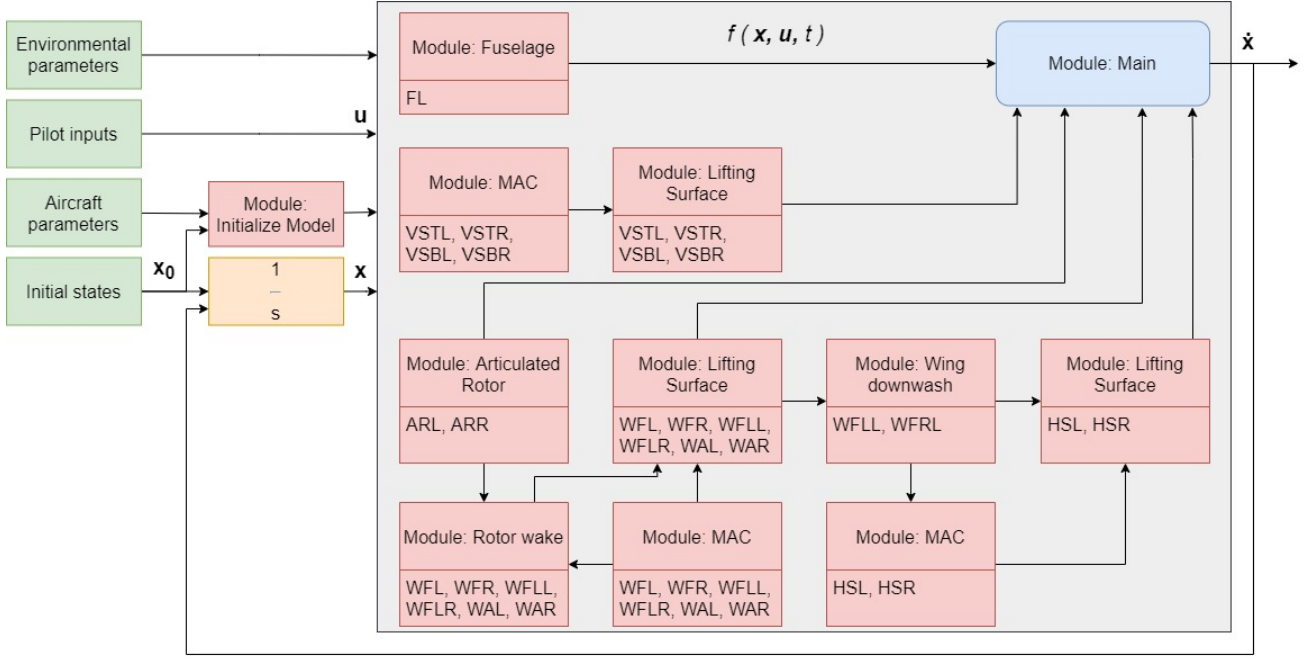 Environmental
parameters
Pilot inputs
u
Aircraft
parameters
Module:
Initialize Model
Initial states
x0
1
s
x
Module: Fuselage
FL
f ( x, u, t )
Module: Main
ẋ
Module: MAC
VSTL, VSTR,
VSBL, VSBR
Module: Lifting
Surface
VSTL, VSTR,
VSBL, VSBR
Module: Articulated
Rotor
ARL, ARR
Module: Lifting
Surface
WFL, WFR, WFLL,
WFLR, WAL, WAR
Module: Wing
downwash
WFLL, WFRL
Module: Lifting
Surface
HSL, HSR
Module: Rotor wake
WFL, WFR, WFLL,
WFLR, WAL, WAR
Module: MAC
WFL, WFR, WFLL,
WFLR, WAL, WAR
Module: MAC
HSL, HSR